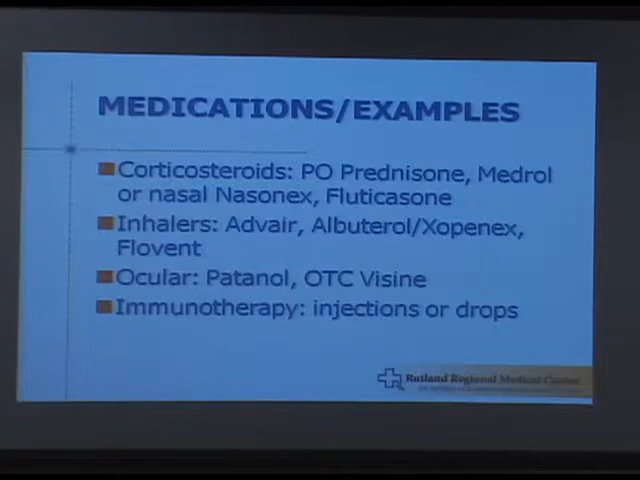 MEDICATIONS/EXAMPLES
Corticosteroids: PO Prednisone, Medrol
or nasal Nasonex, Fluticasone
Inhalers: Advair, Albuterol/Xopenex,
Flovent
Ocular: Patanol, OTC Visine
Immunotherapy: injections or drops
Rutland Regional Medical Center